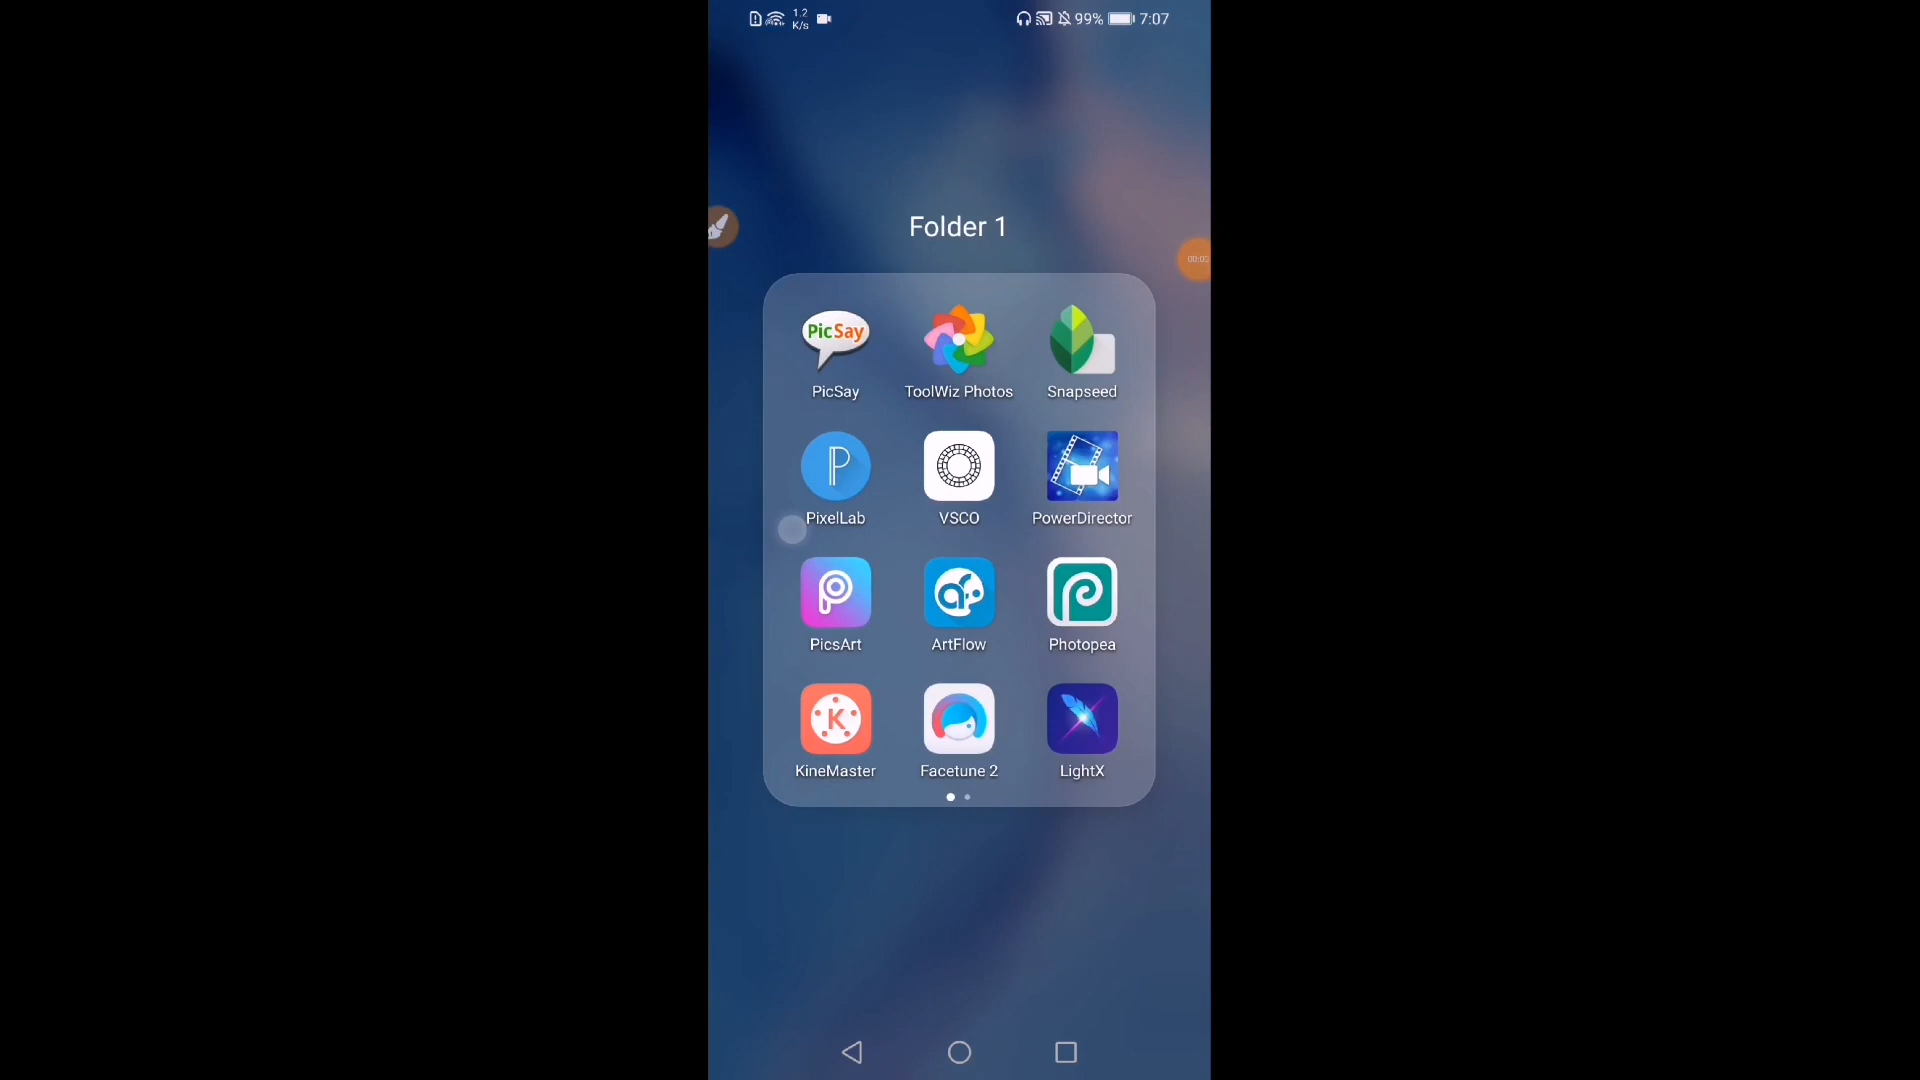 1.2
K/s
99% 7:07
Folder 1
PicSay
PicSay ToolWiz Photos Snapseed
PixelLab VSCO PowerDirector
PicsArt ArtFlow Photopea
K
KineMaster Facetune 2 LightX